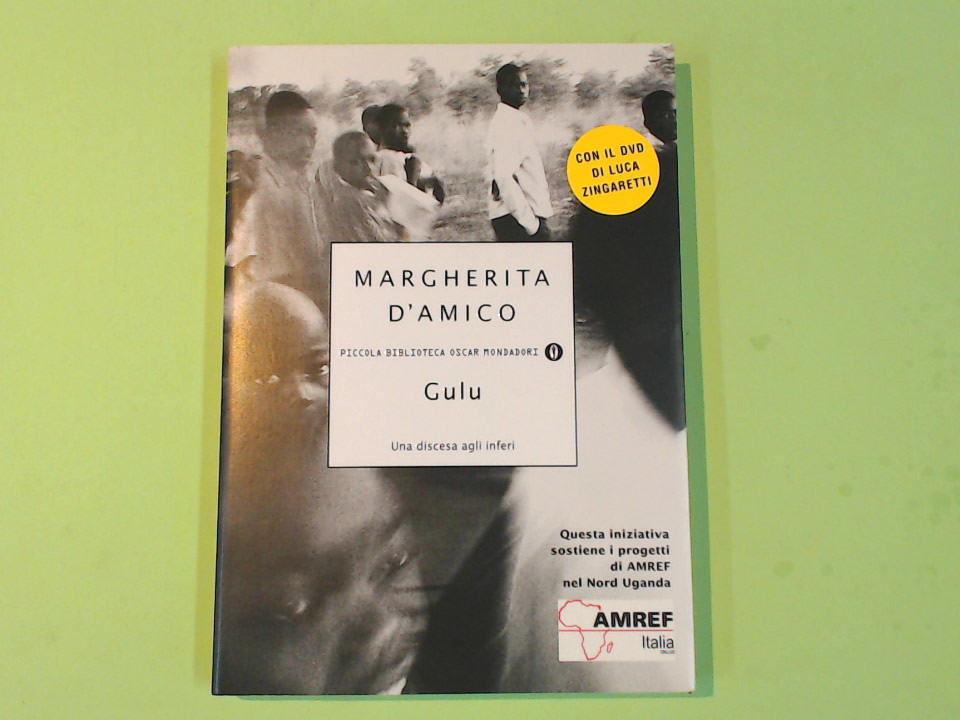 CON IL DVD
DI LUCA
ZINGARETTI
MARGHERITA
D'AMICO
PICCOLA BIBLIOTECA OSCAR MONDADORI
Gulu
Una discesa agli inferi
Questa iniziativa
sostiene i progetti
di AMREF
nel Nord Uganda
AMREF
Italia
ONLUS